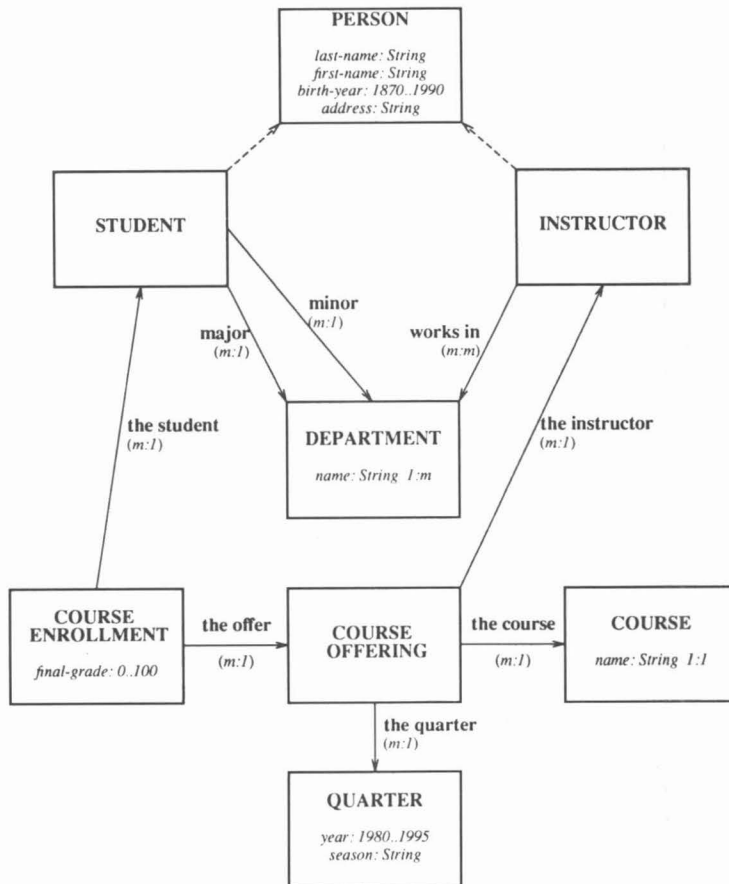 PERSON
last-name: String
first-name: String
birth-year: 1870..1990
address: String
STUDENT
INSTRUCTOR
minor
(m:1)
major
(m:1)
works in
(m:m)
the student
(m:1)
DEPARTMENT
name: String 1:m
the instructor
(m:1)
COURSE
ENROLLMENT
final-grade: 0..100
the offer
(m:1)
COURSE
OFFERING
the course
(m:1)
COURSE
name: String 1:1
the quarter
(m:1)
QUARTER
year: 1980..1995
season: String